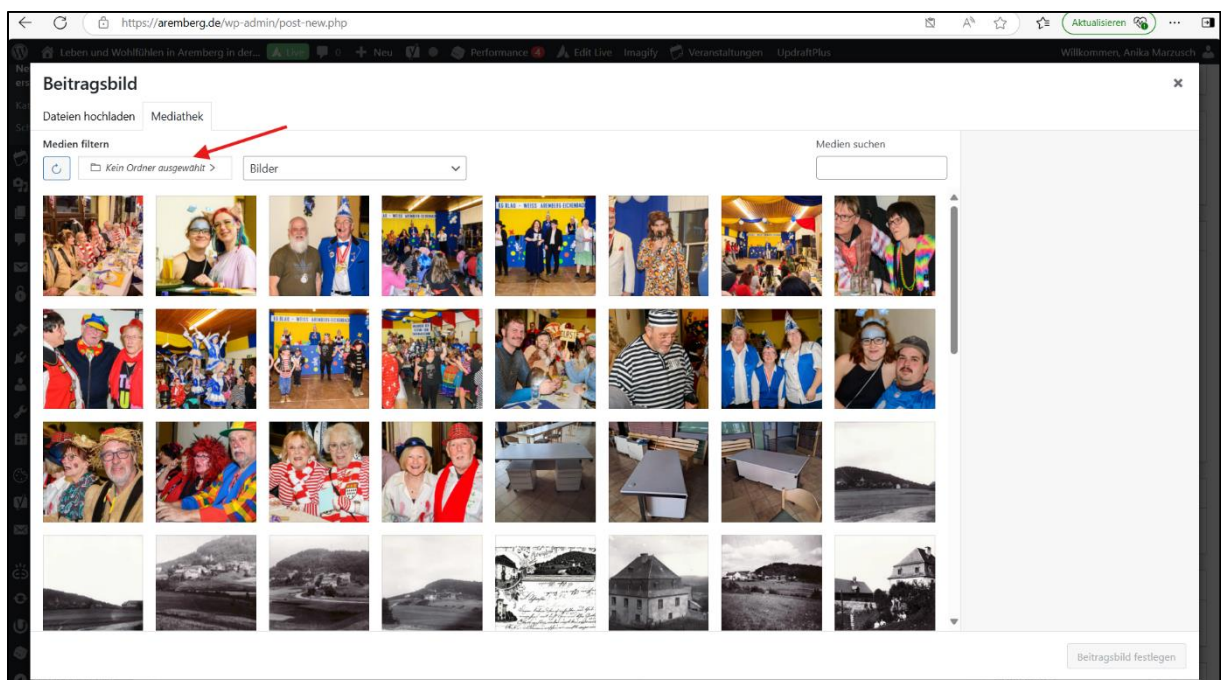 https://aremberg.de/wp-admin/post-new.php
Aktualisieren
Leben und Wohlfühlen in Aremberg in der... Live 0 + Neu Performance 4 Edit Live Imagify Veranstaltungen UpdraftPlus Willkommen, Anika Marzusch
Beitragsbild
Dateien hochladen Mediathek
Medien filtern Medien suchen
Kein Ordner ausgewählt > Bilder
Beitragsbild festlegen